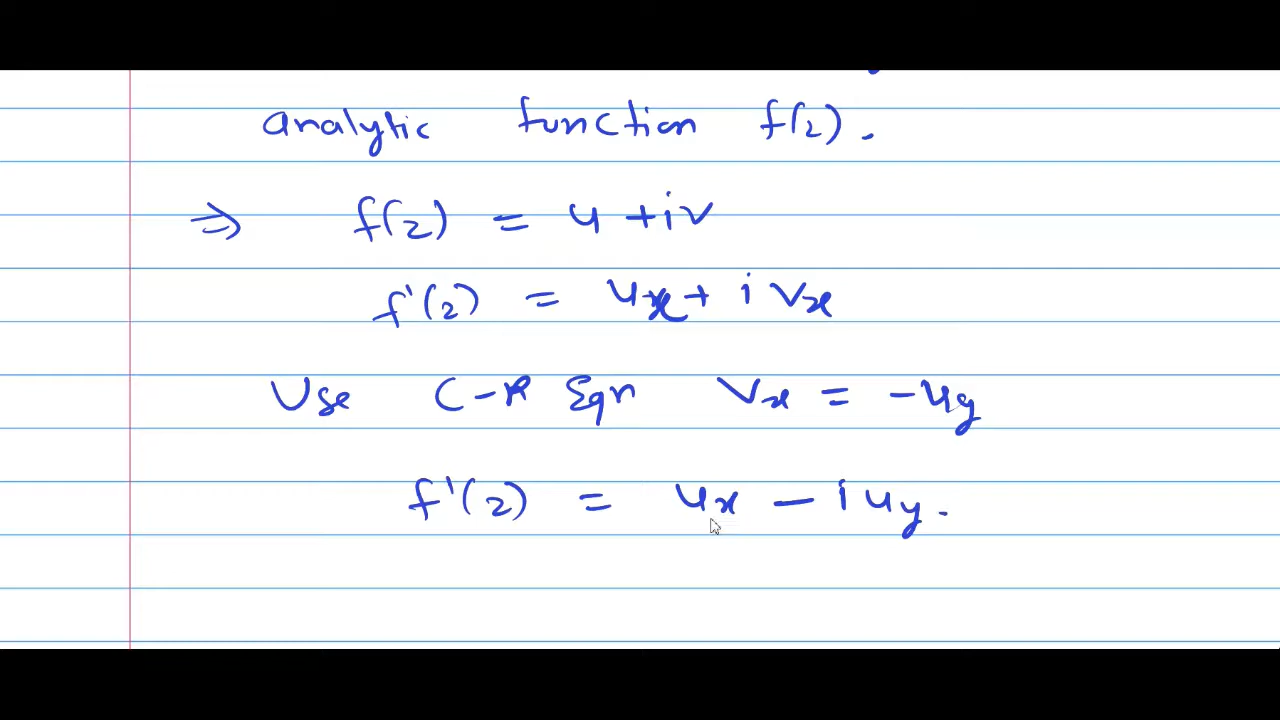 analytic function f(z).
⇒ f(z) = u + iv
f'(z) = ux + i vx
Use C-R Eqn vx = -uy
f'(z) = ux - i uy.